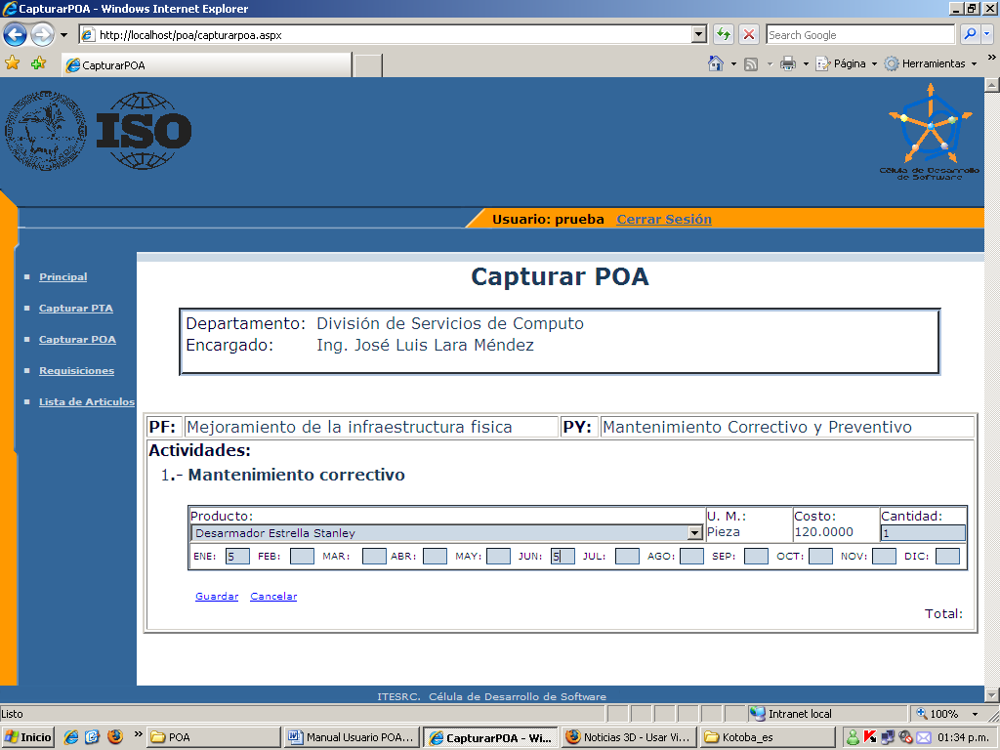 CapturarPOA - Windows Internet Explorer
http://localhost/poa/capturarpoa.aspx
Search Google
CapturarPOA
Página
Herramientas
ISO
Célula de Desarrollo
de Software
Usuario: prueba Cerrar Sesión
Principal
Capturar PTA
Capturar POA
Requisiciones
Lista de Articulos
Capturar POA
Departamento: División de Servicios de Computo
Encargado: Ing. José Luis Lara Méndez
PF: Mejoramiento de la infraestructura fisica PY: Mantenimiento Correctivo y Preventivo
Actividades:
1.- Mantenimiento correctivo
Producto: U. M.: Costo: Cantidad:
Desarmador Estrella Stanley Pieza 120.0000 1
ENE: 5 FEB: MAR: ABR: MAY: JUN: 5 JUL: AGO: SEP: OCT: NOV: DIC:
Guardar Cancelar
Total:
ITESRC. Célula de Desarrollo de Software
Listo Intranet local 100%
Inicio POA Manual Usuario POA... CapturarPOA - Wi... Noticias 3D - Usar Vi... Kotoba_es 01:34 p.m.